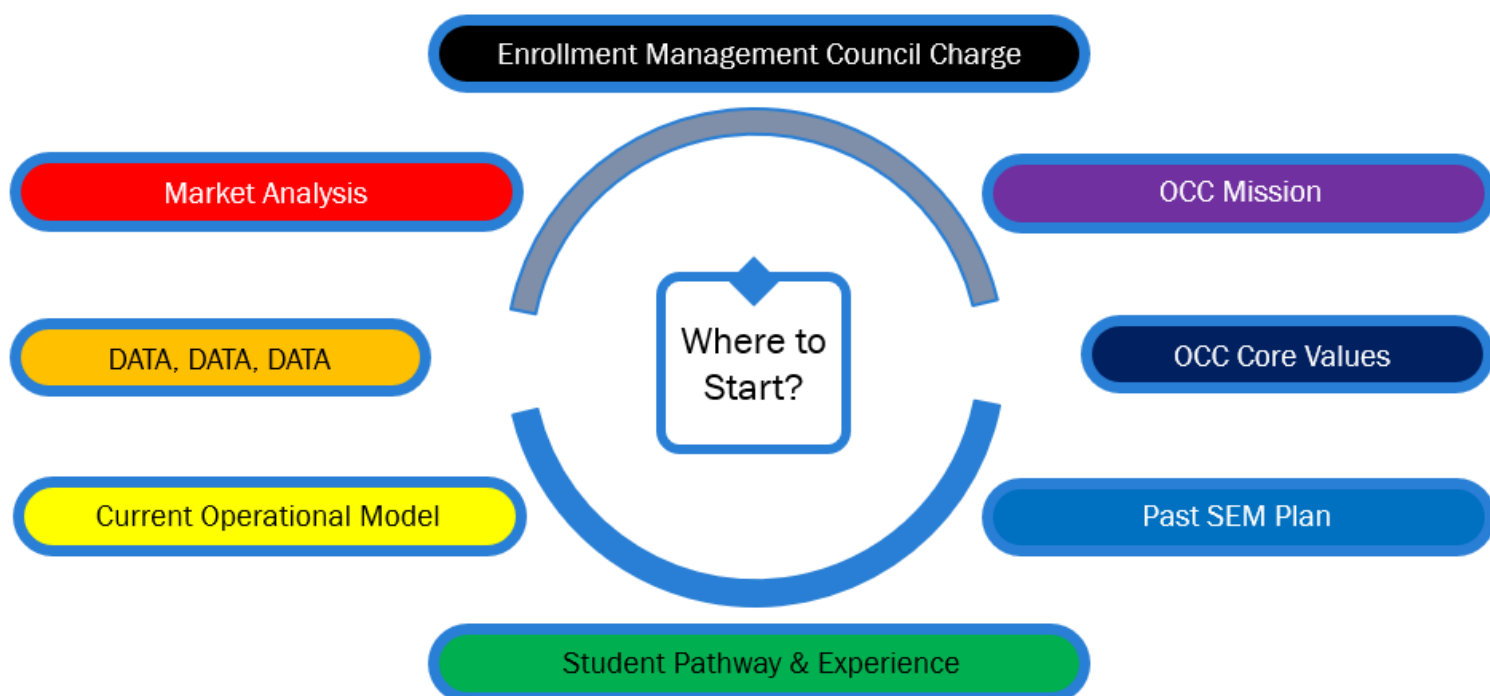 Enrollment Management Council Charge
Market Analysis
OCC Mission
Where to
Start?
DATA, DATA, DATA
OCC Core Values
Current Operational Model
Past SEM Plan
Student Pathway & Experience